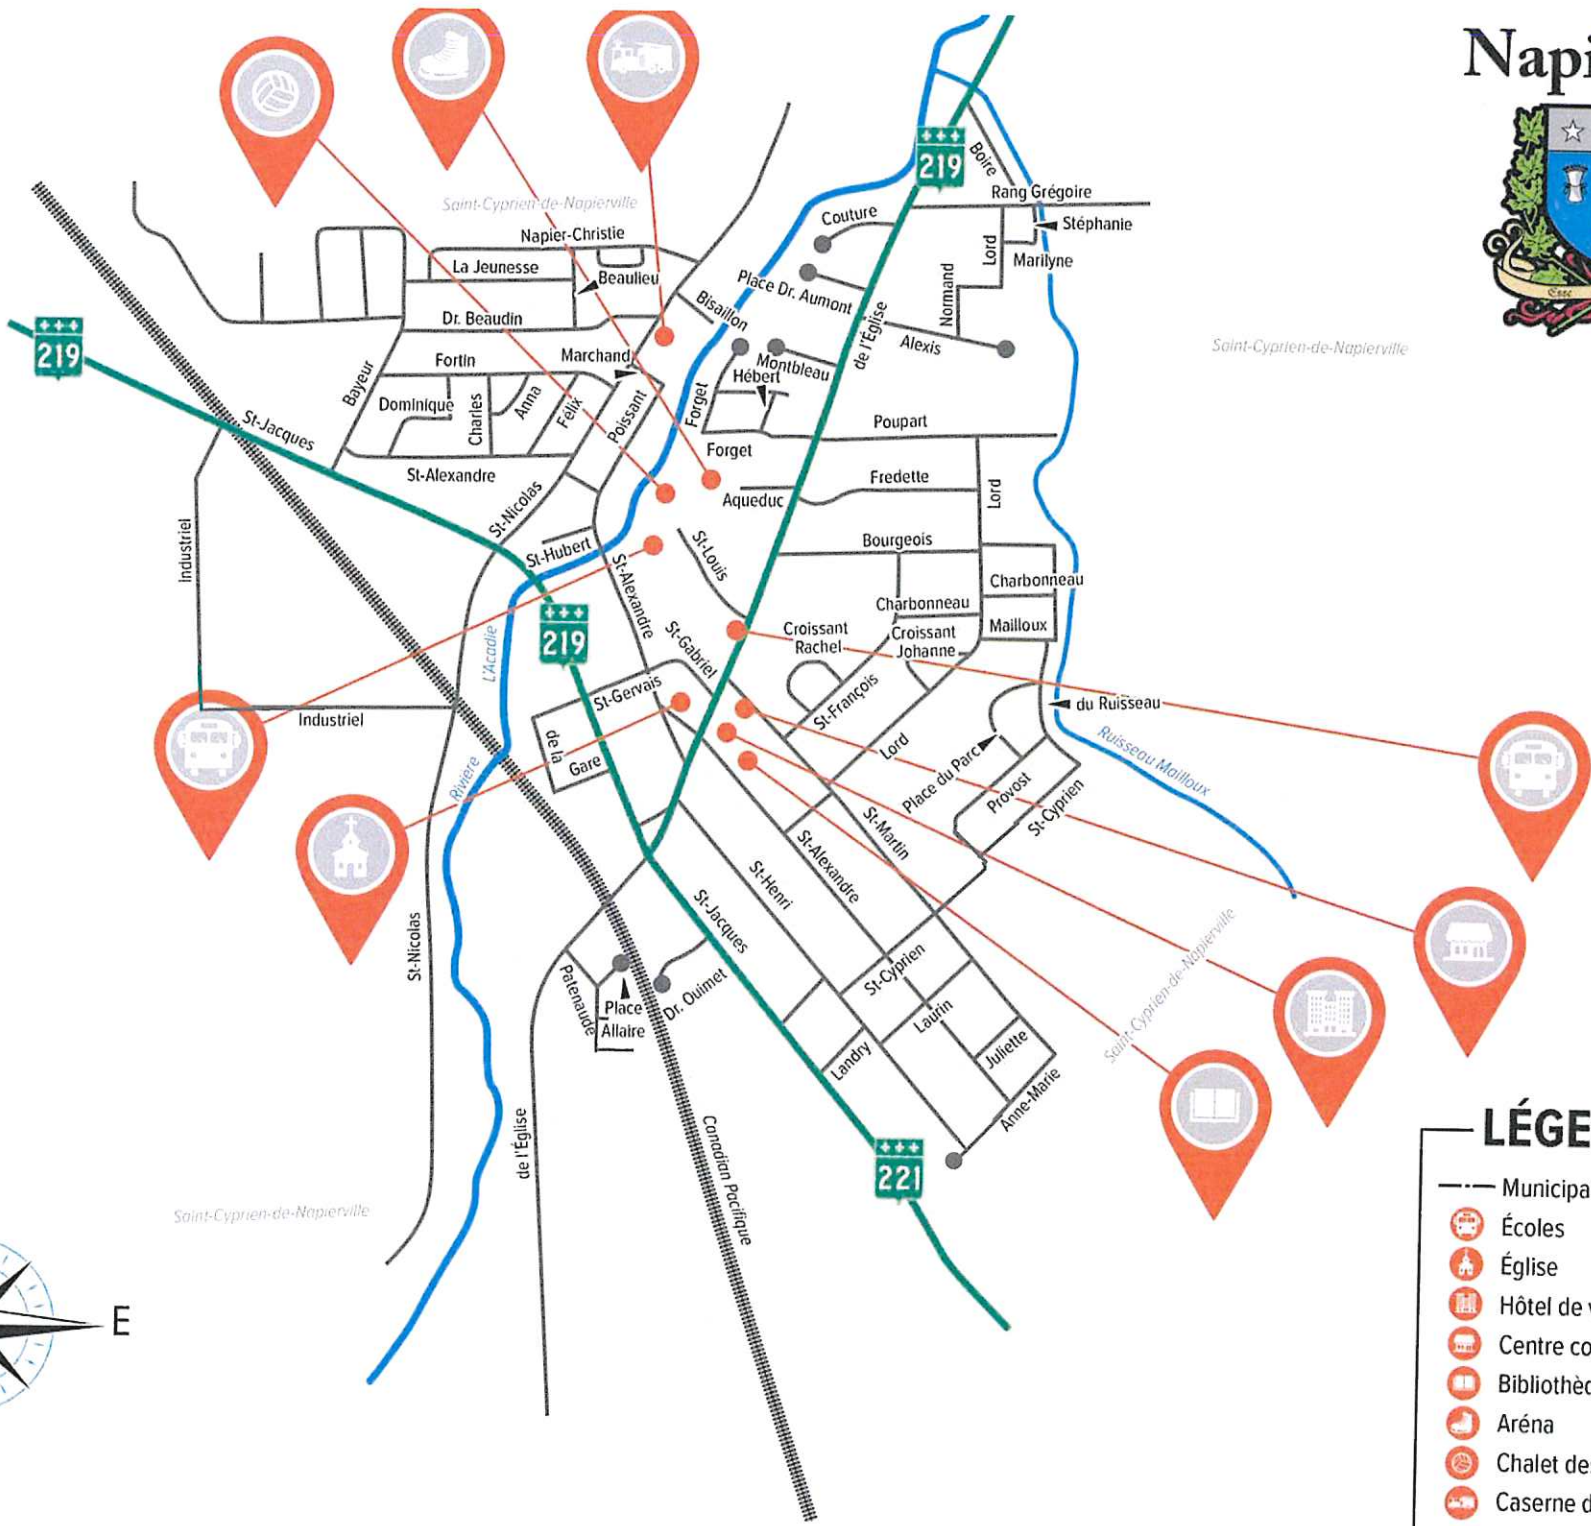 Napi
219
Boire
Rang Grégoire
Saint-Cyprien-de-Napierville
Couture
Stéphanie
Napier-Christie
Lord
La Jeunesse
Marilyne
Beaulieu
Place Dr. Aumont
Normand
Esse
Bisaillon
Dr. Beaudin
de l'Église
219
Alexis
Saint-Cyprien-de-Napierville
Marchand
Fortin
Montbleau
Hébert
Bayeur
Dominique
Charles
Anna
Félix
Poissant
Forget
St-Jacques
Poupart
Forget
St-Alexandre
Fredette
Aqueduc
Lord
St-Nicolas
Industriel
St-Hubert
St-Louis
Bourgeois
St-Alexandre
Charbonneau
Charbonneau
219
St-Gabriel
Croissant
Rachel
Croissant
Johanne
Mailloux
L'Acadie
St-Gervais
St-François
du Ruisseau
Industriel
de la
Gare
Lord
Place du Parc
Ruisseau Mailloux
Rivière
Provost
St-Cyprien
St-Martin
St-Alexandre
St-Henri
St-Jacques
St-Nicolas
St-Cyprien
Saint-Cyprien-de-Napierville
Patenaude
Dr. Ouimet
Place
Allaire
Laurin
Landry
Juliette
Anne-Marie
de l'Église
Canadian Pacifique
221
Saint-Cyprien-de-Napierville
E
LÉGE
Municipa
Écoles
Église
Hôtel de v
Centre co
Bibliothèq
Aréna
Chalet des
Caserne d